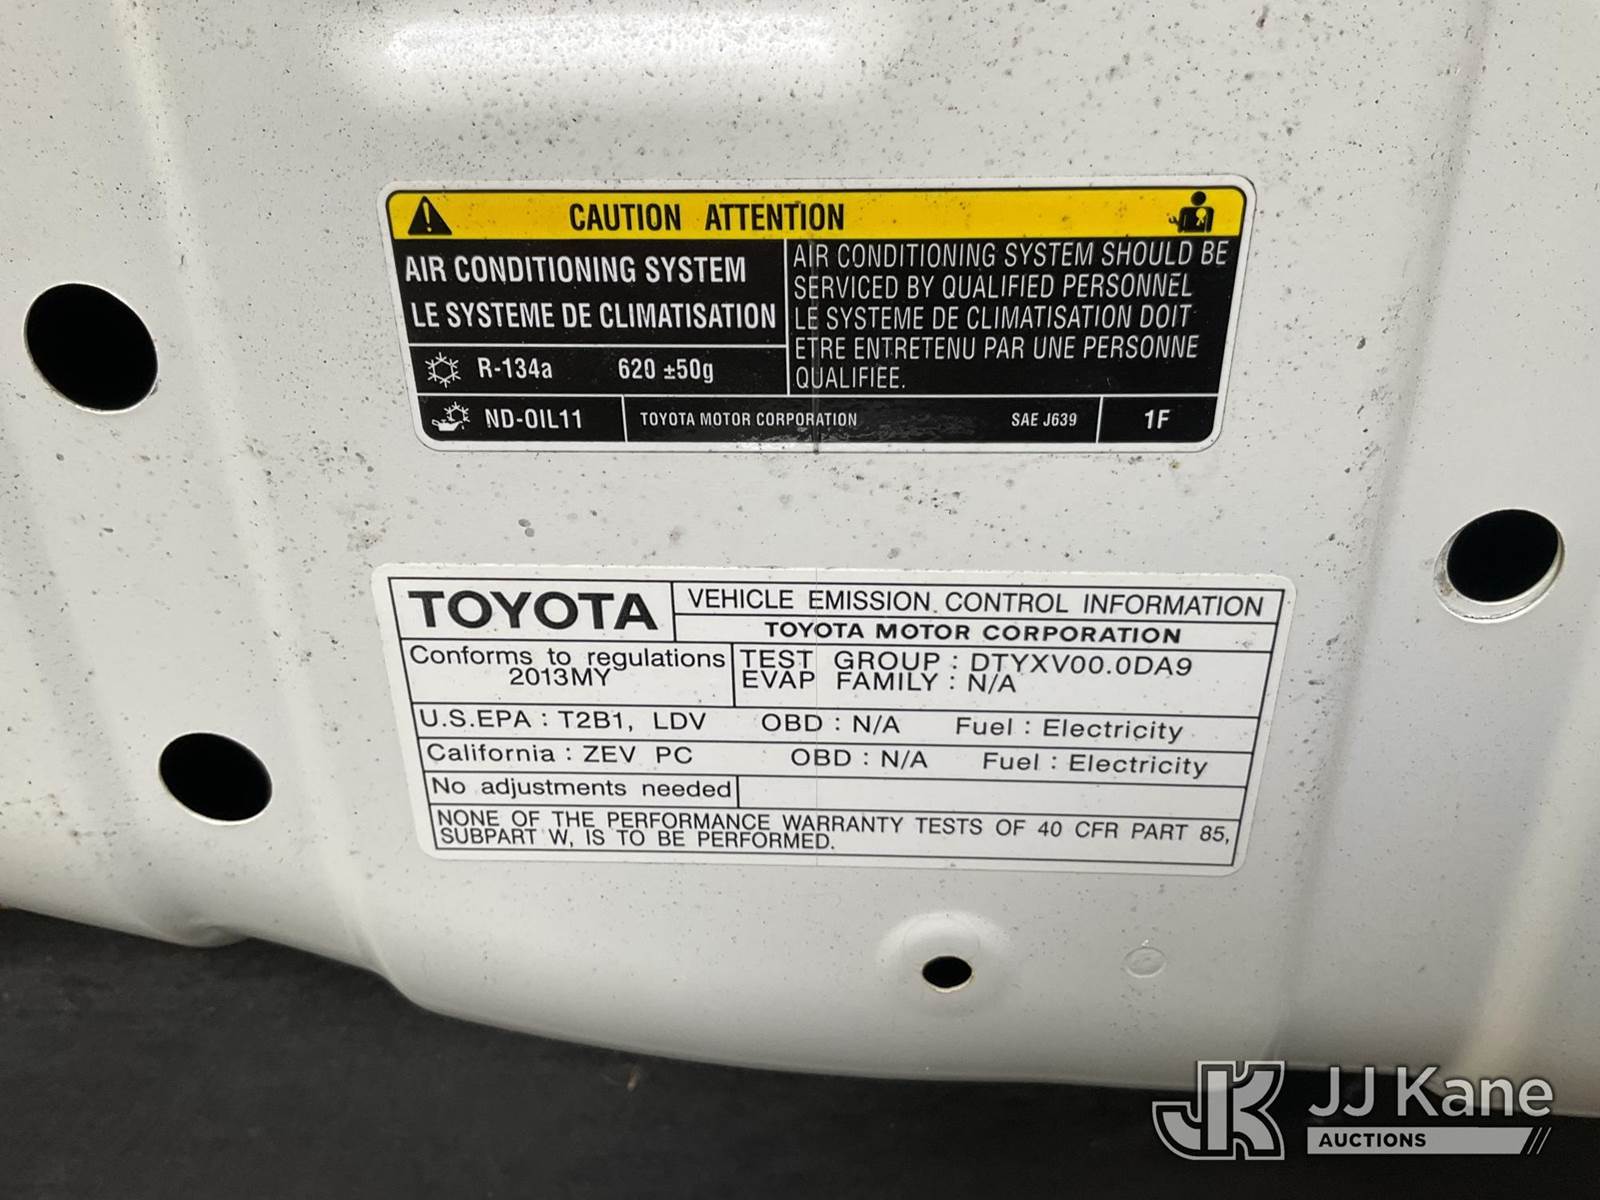 CAUTION ATTENTION
AIR CONDITIONING SYSTEM
LE SYSTEME DE CLIMATISATION
R-134a 620 ±50g
AIR CONDITIONING SYSTEM SHOULD BE
SERVICED BY QUALIFIED PERSONNEL
LE SYSTEME DE CLIMATISATION DOIT
ETRE ENTRETENU PAR UNE PERSONNE
QUALIFIEE.
ND-OIL11 TOYOTA MOTOR CORPORATION SAE J639 1F
TOYOTA
VEHICLE EMISSION CONTROL INFORMATION
TOYOTA MOTOR CORPORATION
Conforms to regulations
2013MY
TEST GROUP : DTYXV00.0DA9
EVAP FAMILY : N/A
U.S.EPA : T2B1, LDV OBD : N/A Fuel : Electricity
California : ZEV PC OBD : N/A Fuel : Electricity
No adjustments needed
NONE OF THE PERFORMANCE WARRANTY TESTS OF 40 CFR PART 85,
SUBPART W, IS TO BE PERFORMED.
JK JJ Kane
AUCTIONS